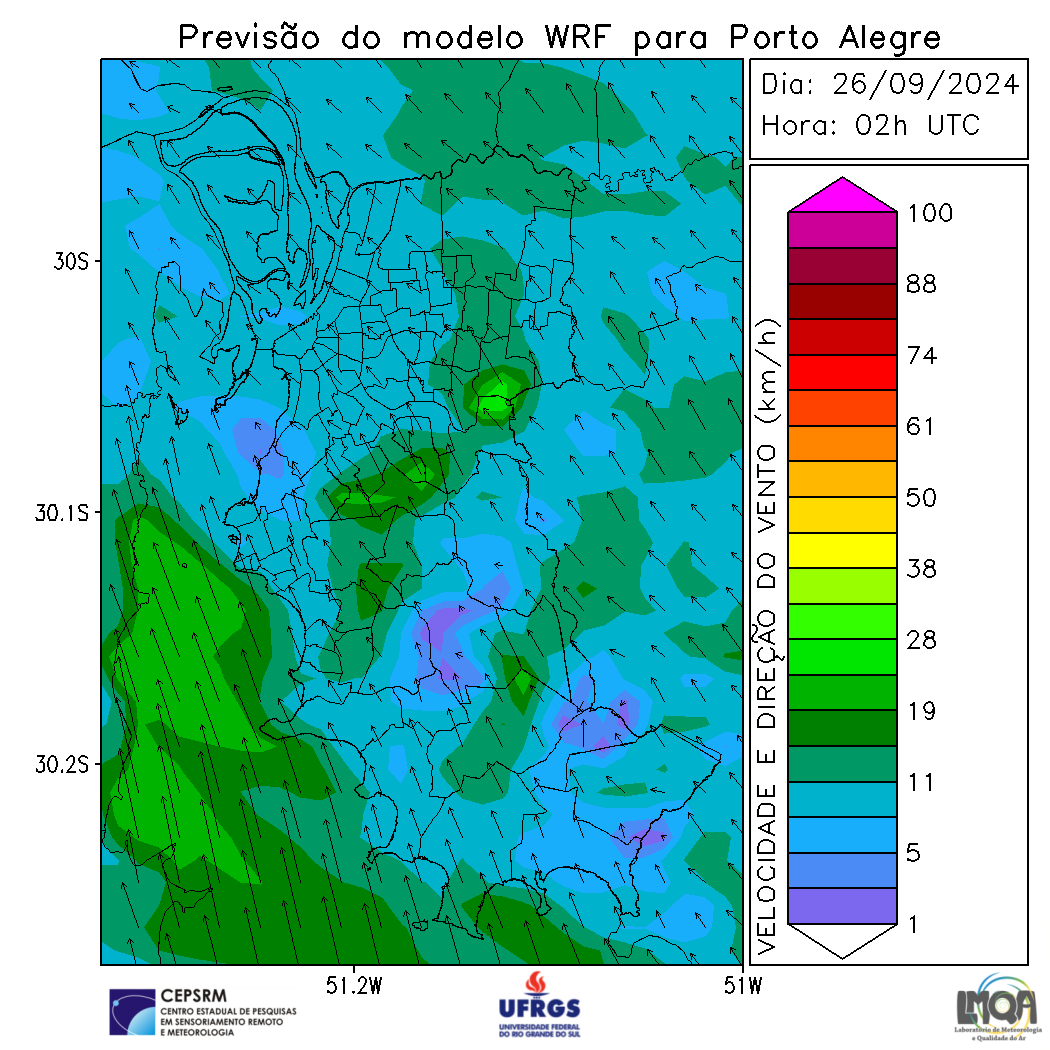 Previsão do modelo WRF para Porto Alegre
Dia: 26/09/2024
Hora: 02h UTC
30S
30.1S
30.2S
51.2W
51W
VELOCIDADE E DIREÇÃO DO VENTO (km/h)
100
88
74
61
50
38
28
19
11
5
1
CEPSRM
CENTRO ESTADUAL DE PESQUISAS
EM SENSORIAMENTO REMOTO
E METEOROLOGIA
UFRGS
UNIVERSIDADE FEDERAL
DO RIO GRANDE DO SUL
LMQA
Laboratório de Meteorologia
e Qualidade do Ar